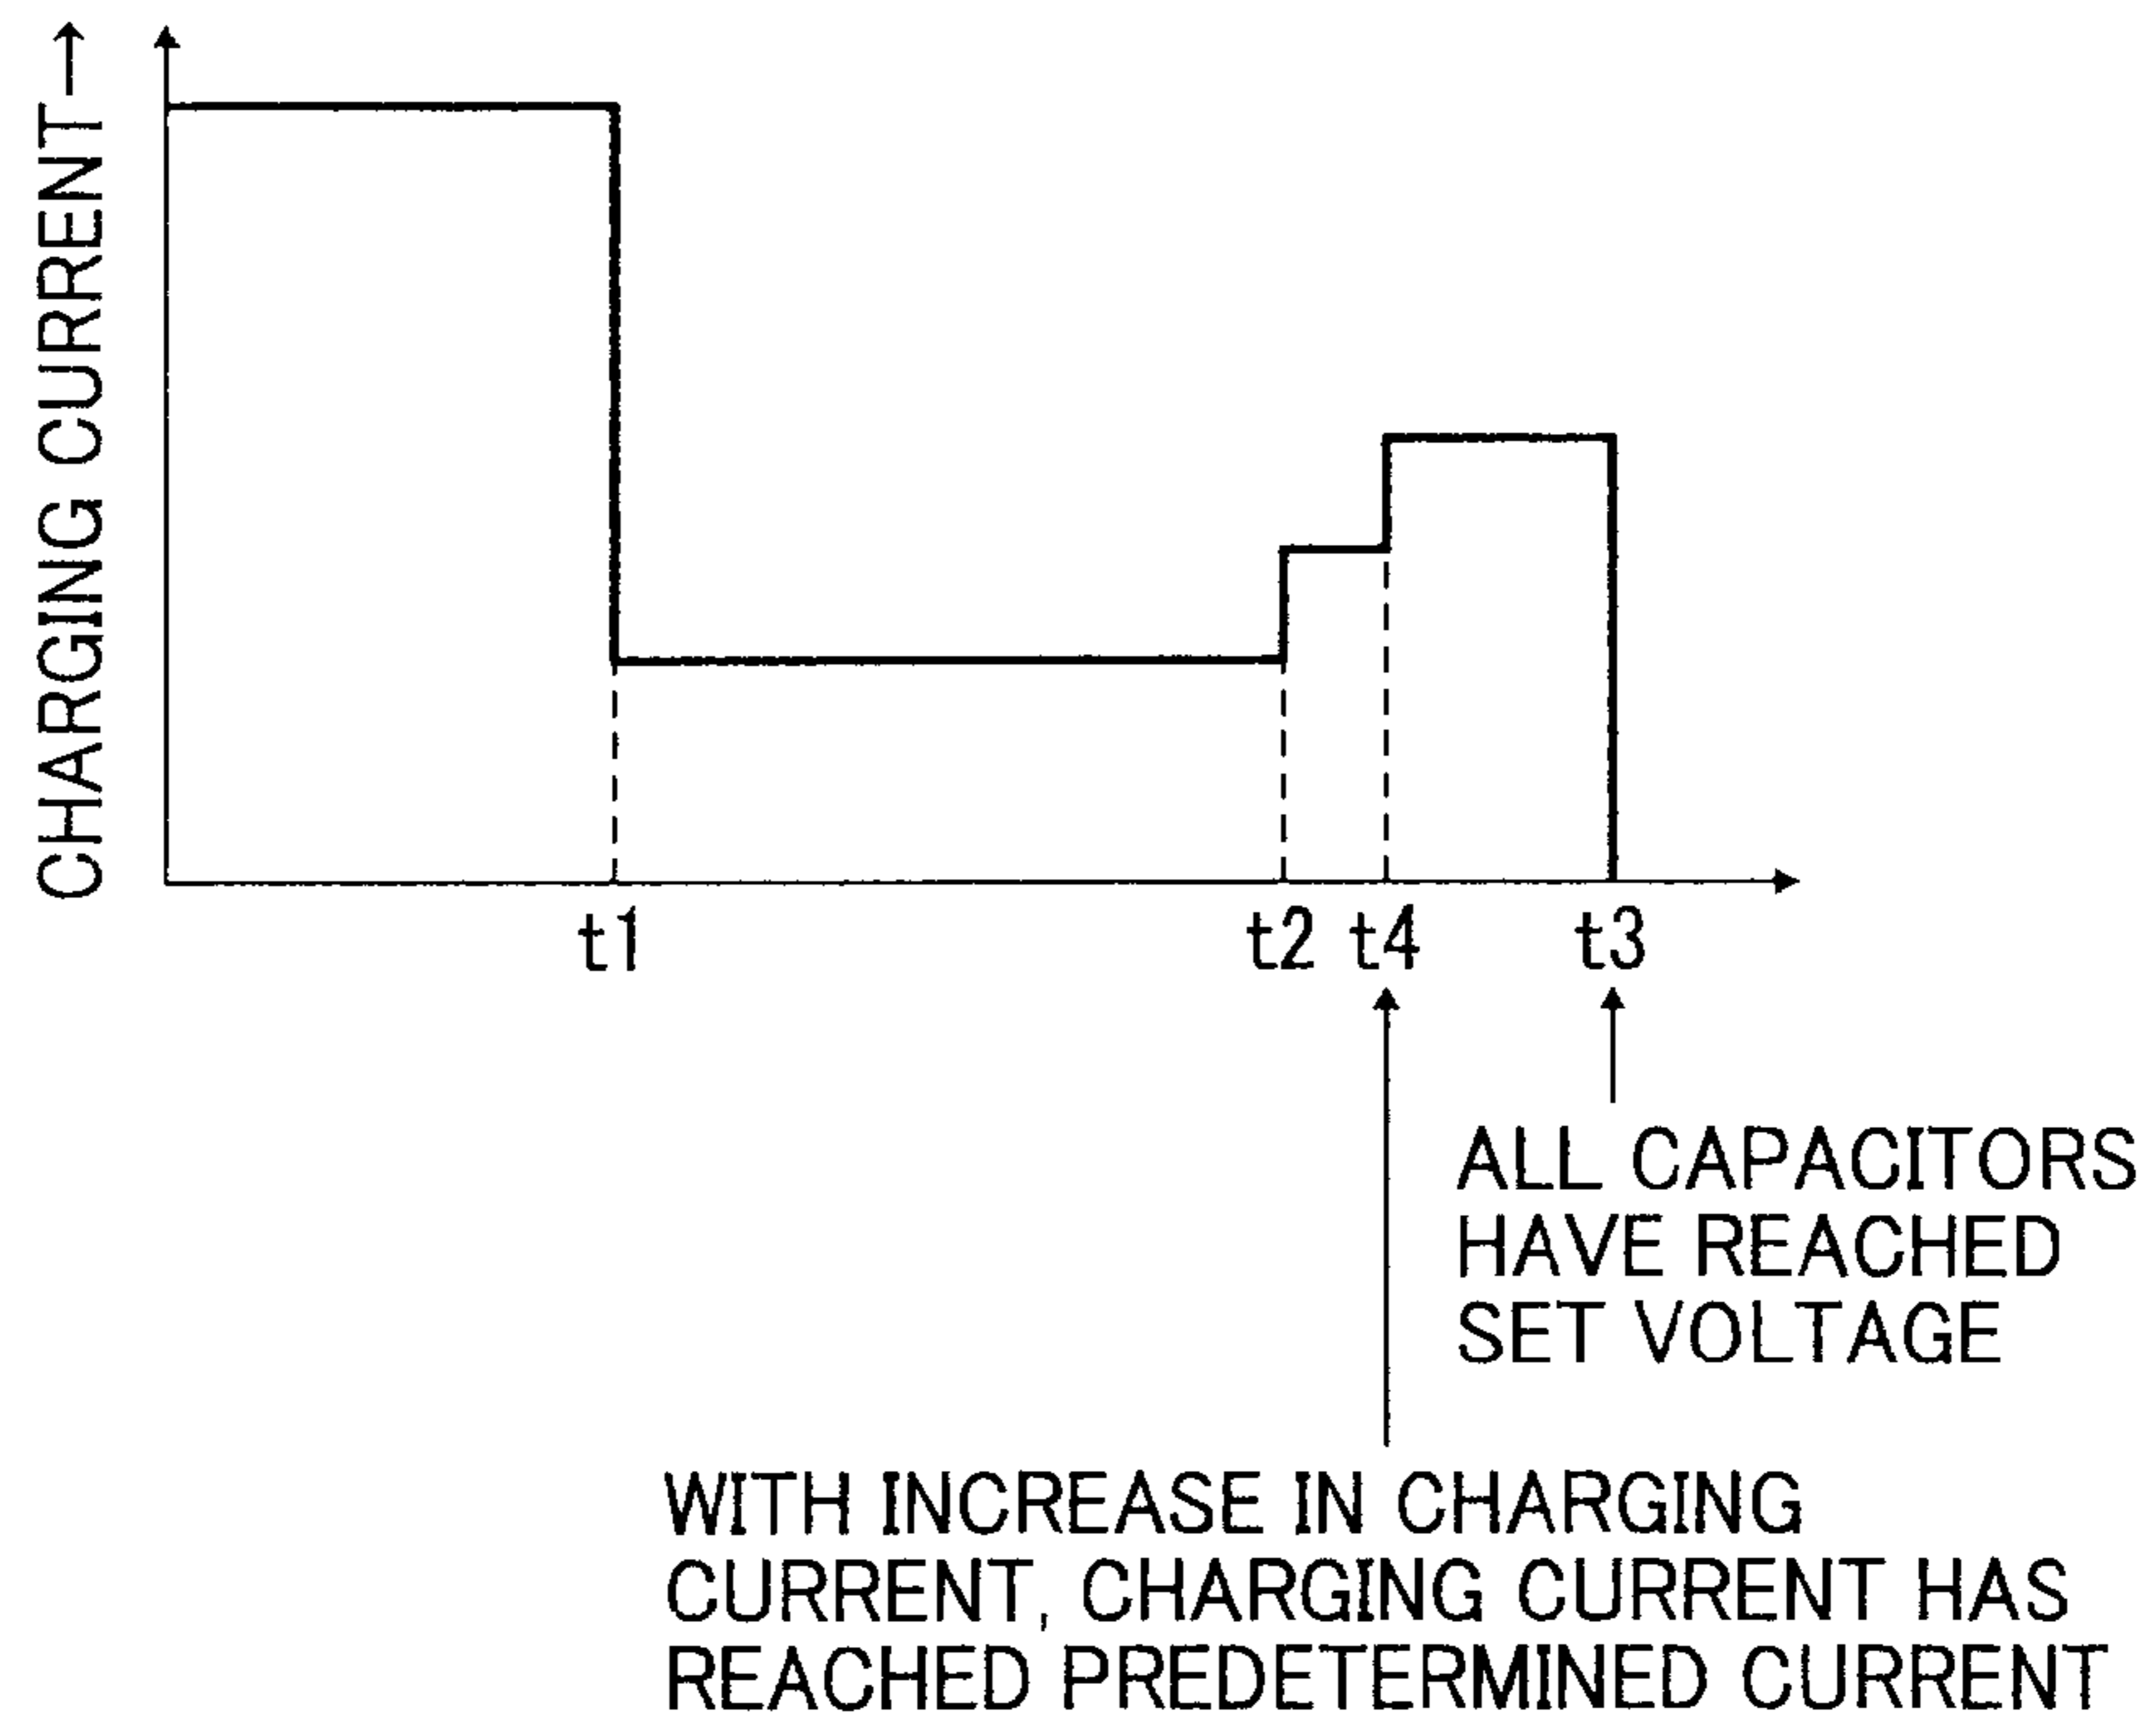 CHARGING CURRENT→
t1
t2
t4
t3
ALL CAPACITORS
HAVE REACHED
SET VOLTAGE
WITH INCREASE IN CHARGING
CURRENT, CHARGING CURRENT HAS
REACHED PREDETERMINED CURRENT